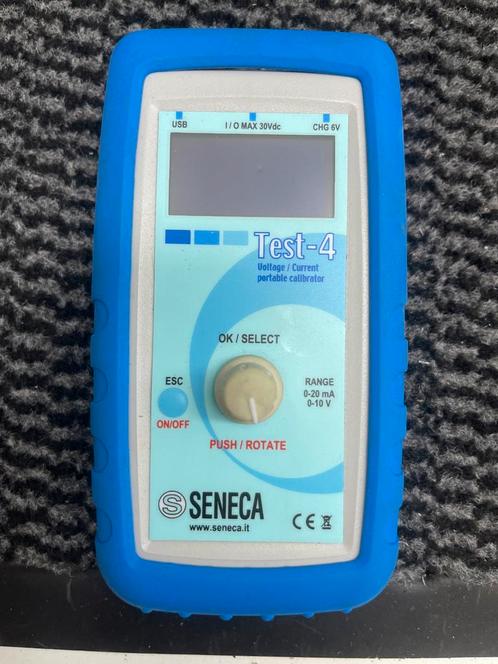 USB I / O MAX 30Vdc CHG 6V
Test-4
Voltage / Current
portable calibrator
OK / SELECT
ESC
ON/OFF
RANGE
0-20 mA
0-10 V
PUSH / ROTATE
S SENECA
www.seneca.it
CE